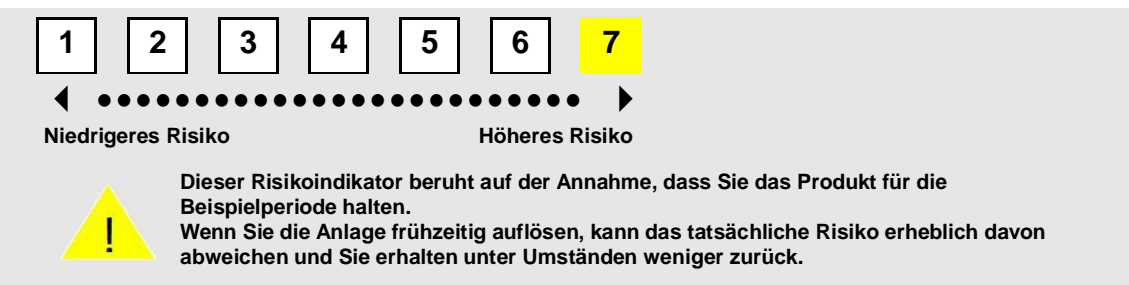 1 2 3 4 5 6 7
Niedrigeres Risiko Höheres Risiko
Dieser Risikoindikator beruht auf der Annahme, dass Sie das Produkt für die
Beispielperiode halten.
Wenn Sie die Anlage frühzeitig auflösen, kann das tatsächliche Risiko erheblich davon
abweichen und Sie erhalten unter Umständen weniger zurück.
!